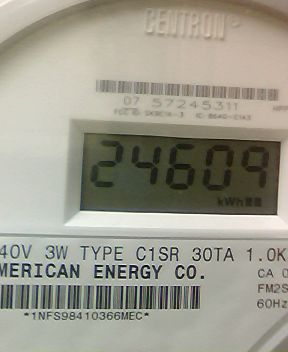 CENTRON®
07 57245311
24609
kWh
40V 3W TYPE C1SR 30TA 1.0K
MERICAN ENERGY CO.
CA 0
FM2S
60Hz
*1NFS98410366MEC*